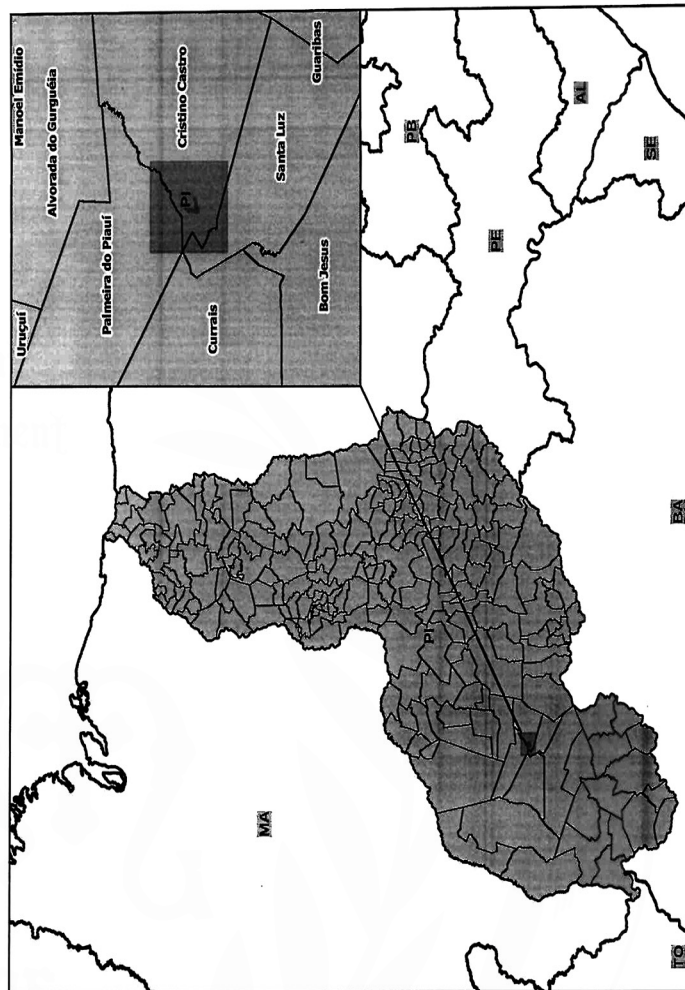 Manoel Emídio
Alvorada do Gurguéia
Uruçuí
Palmeira do Piauí
Cristino Castro
PI
Currais
Santa Luz
Guaribas
Bom Jesus
MA
PI
PB
PE
AL
SE
BA
TO